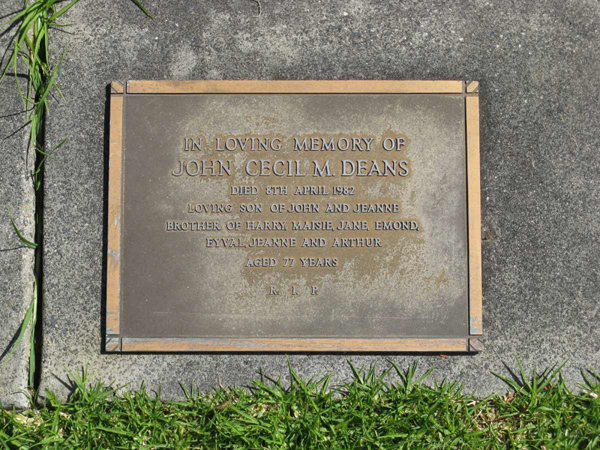 IN LOVING MEMORY OF
JOHN CECIL M. DEANS
DIED 8TH APRIL 1982
LOVING SON OF JOHN AND JEANNE
BROTHER OF HARRY, MAISIE, JANE, EMOND,
EYVAL, JEANNE AND ARTHUR
AGED 77 YEARS
R. I. P.